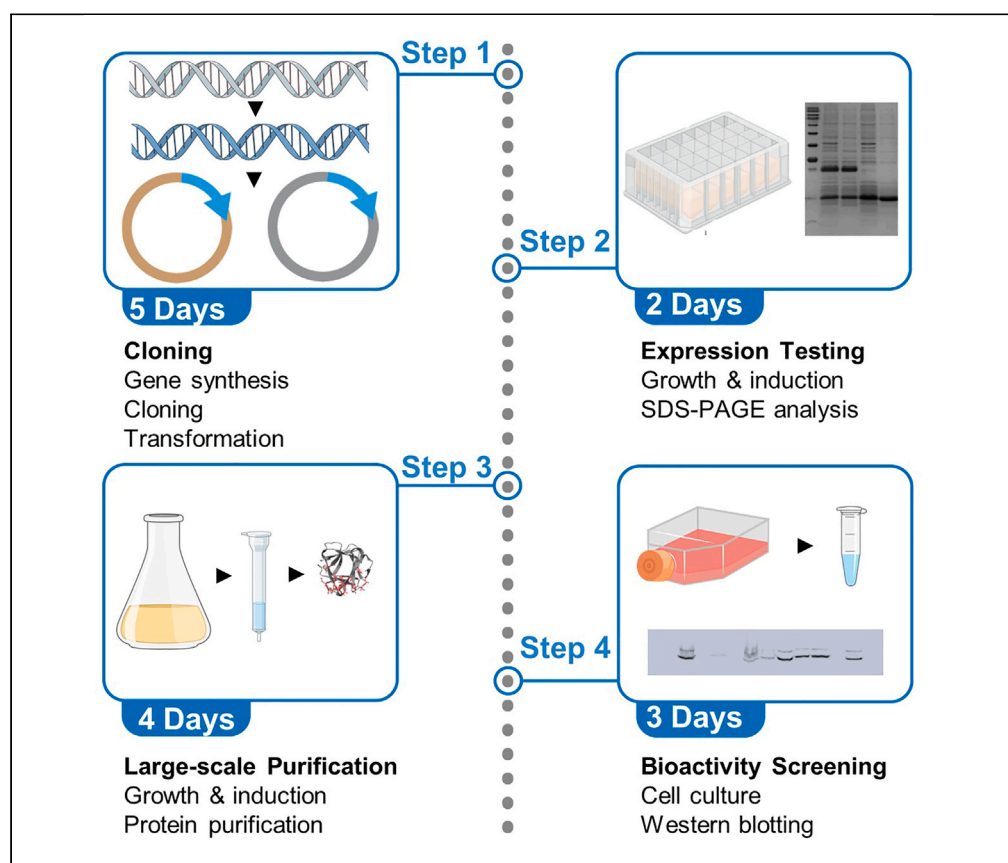 Step 1
5 Days
Cloning
Gene synthesis
Cloning
Transformation
Step 2
2 Days
Expression Testing
Growth & induction
SDS-PAGE analysis
Step 3
4 Days
Large-scale Purification
Growth & induction
Protein purification
Step 4
3 Days
Bioactivity Screening
Cell culture
Western blotting